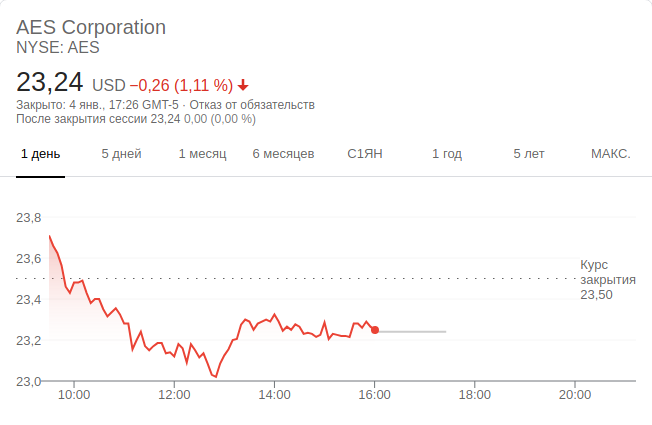 AES Corporation
NYSE: AES
23,24 USD −0,26 (1,11 %)
Закрыто: 4 янв., 17:26 GMT-5 · Отказ от обязательств
После закрытия сессии 23,24 0,00 (0,00 %)
1 день 5 дней 1 месяц 6 месяцев С1ЯН 1 год 5 лет МАКС.
23,8
23,6
Курс
закрытия
23,50
23,4
23,2
23,0
10:00 12:00 14:00 16:00 18:00 20:00